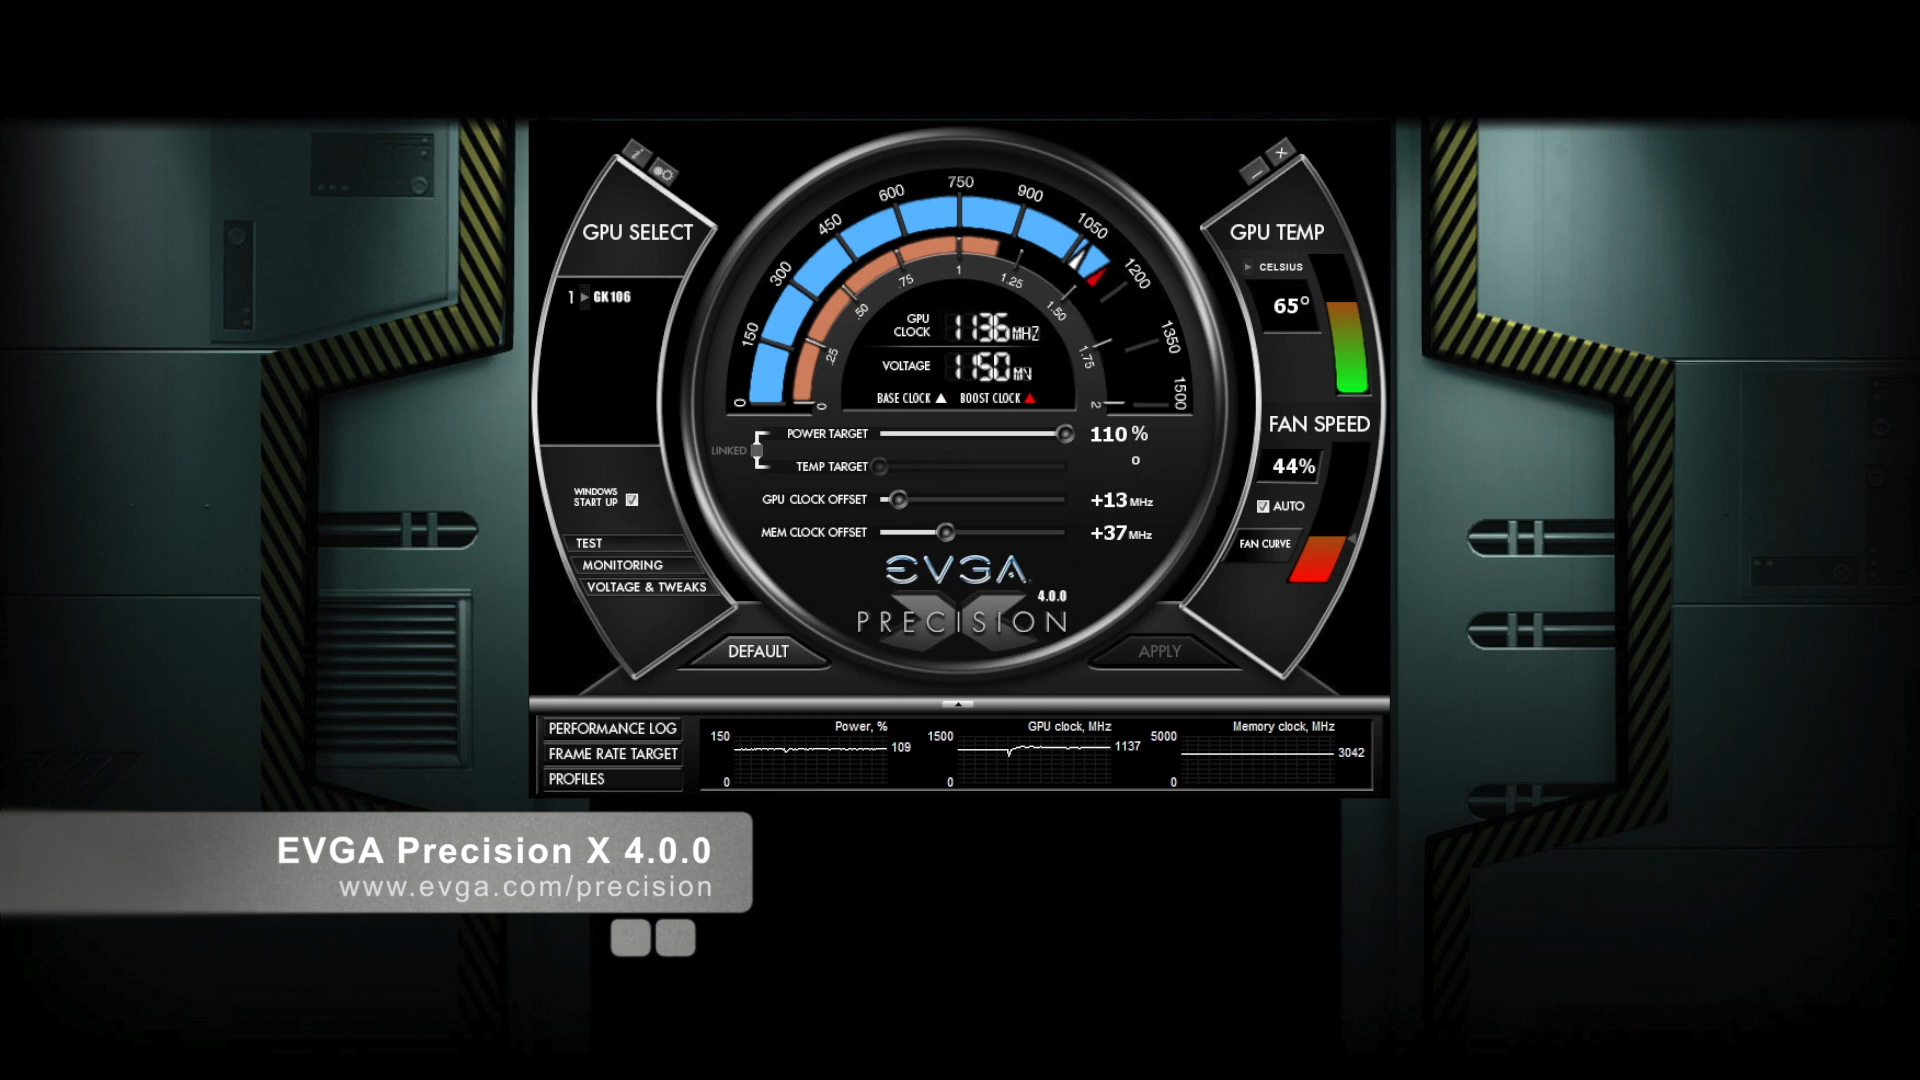 GPU SELECT
1 GK106
WINDOWS
START UP
TEST
MONITORING
VOLTAGE & TWEAKS
0 150 300 450 600 750 900 1050 1200 1350 1500
0 .25 .50 .75 1 1.25 1.50 1.75 2
GPU CLOCK 1136 MHZ
VOLTAGE 1150 MV
BASE CLOCK BOOST CLOCK
LINKED
POWER TARGET 110 %
TEMP TARGET °
GPU CLOCK OFFSET +13 MHz
MEM CLOCK OFFSET +37 MHz
EVGA
4.0.0
PRECISION X
DEFAULT
APPLY
GPU TEMP
CELSIUS
65°
FAN SPEED
44%
AUTO
FAN CURVE
PERFORMANCE LOG
FRAME RATE TARGET
PROFILES
Power, %
150
109
0
GPU clock, MHz
1500
1137
0
Memory clock, MHz
5000
3042
0
EVGA Precision X 4.0.0
www.evga.com/precision